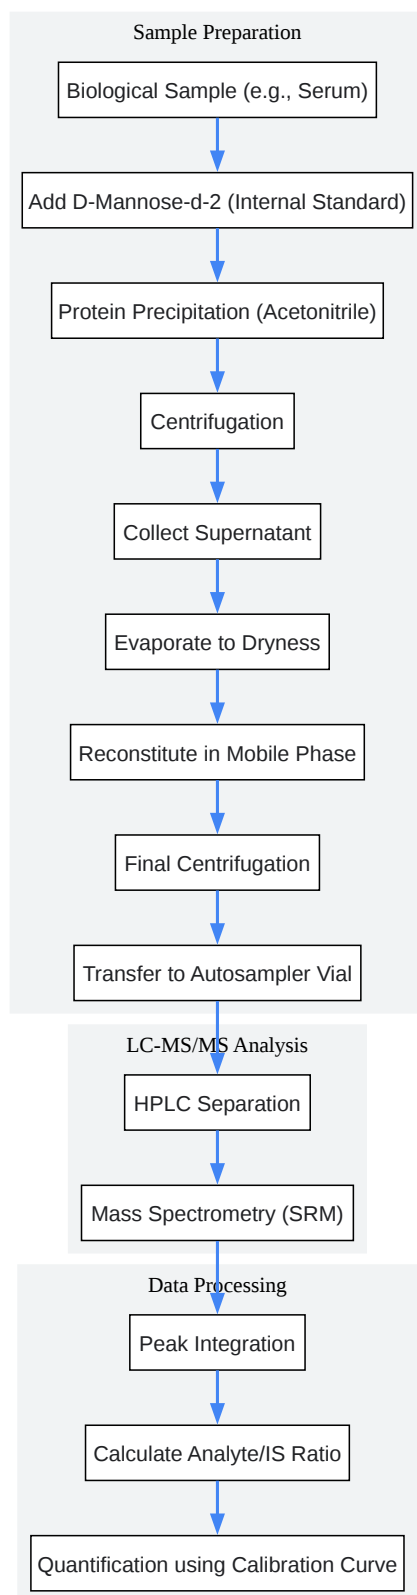 Sample Preparation
Biological Sample (e.g., Serum)
Add D-Mannose-d-2 (Internal Standard)
Protein Precipitation (Acetonitrile)
Centrifugation
Collect Supernatant
Evaporate to Dryness
Reconstitute in Mobile Phase
Final Centrifugation
Transfer to Autosampler Vial
LC-MS/MS Analysis
HPLC Separation
Mass Spectrometry (SRM)
Data Processing
Peak Integration
Calculate Analyte/IS Ratio
Quantification using Calibration Curve